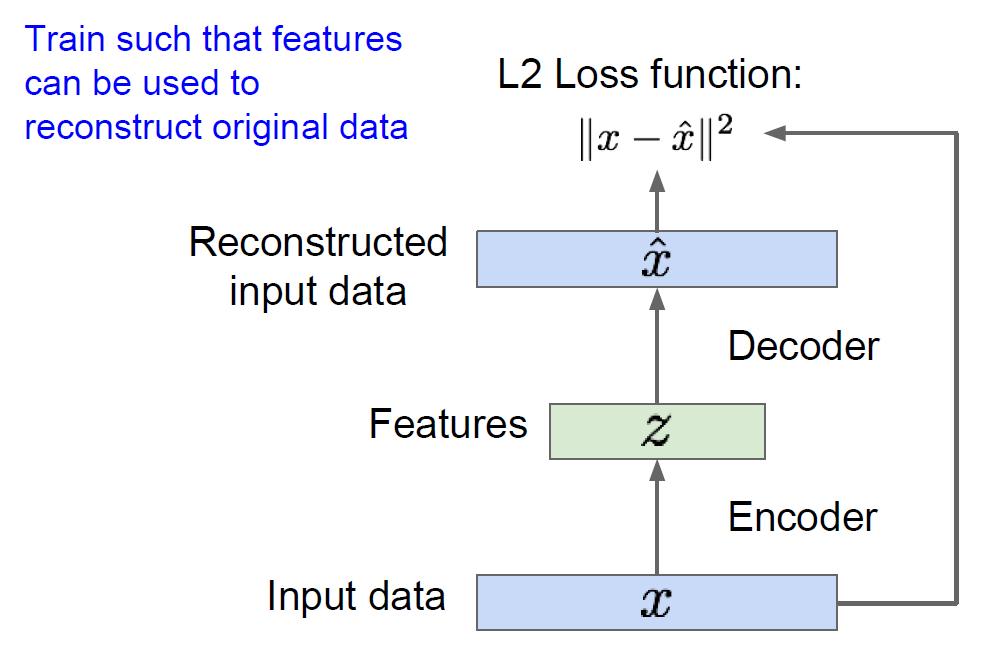 Train such that features
can be used to
reconstruct original data
L2 Loss function:
‖x − x̂‖²
Reconstructed
input data
x̂
Decoder
Features
z
Encoder
Input data
x